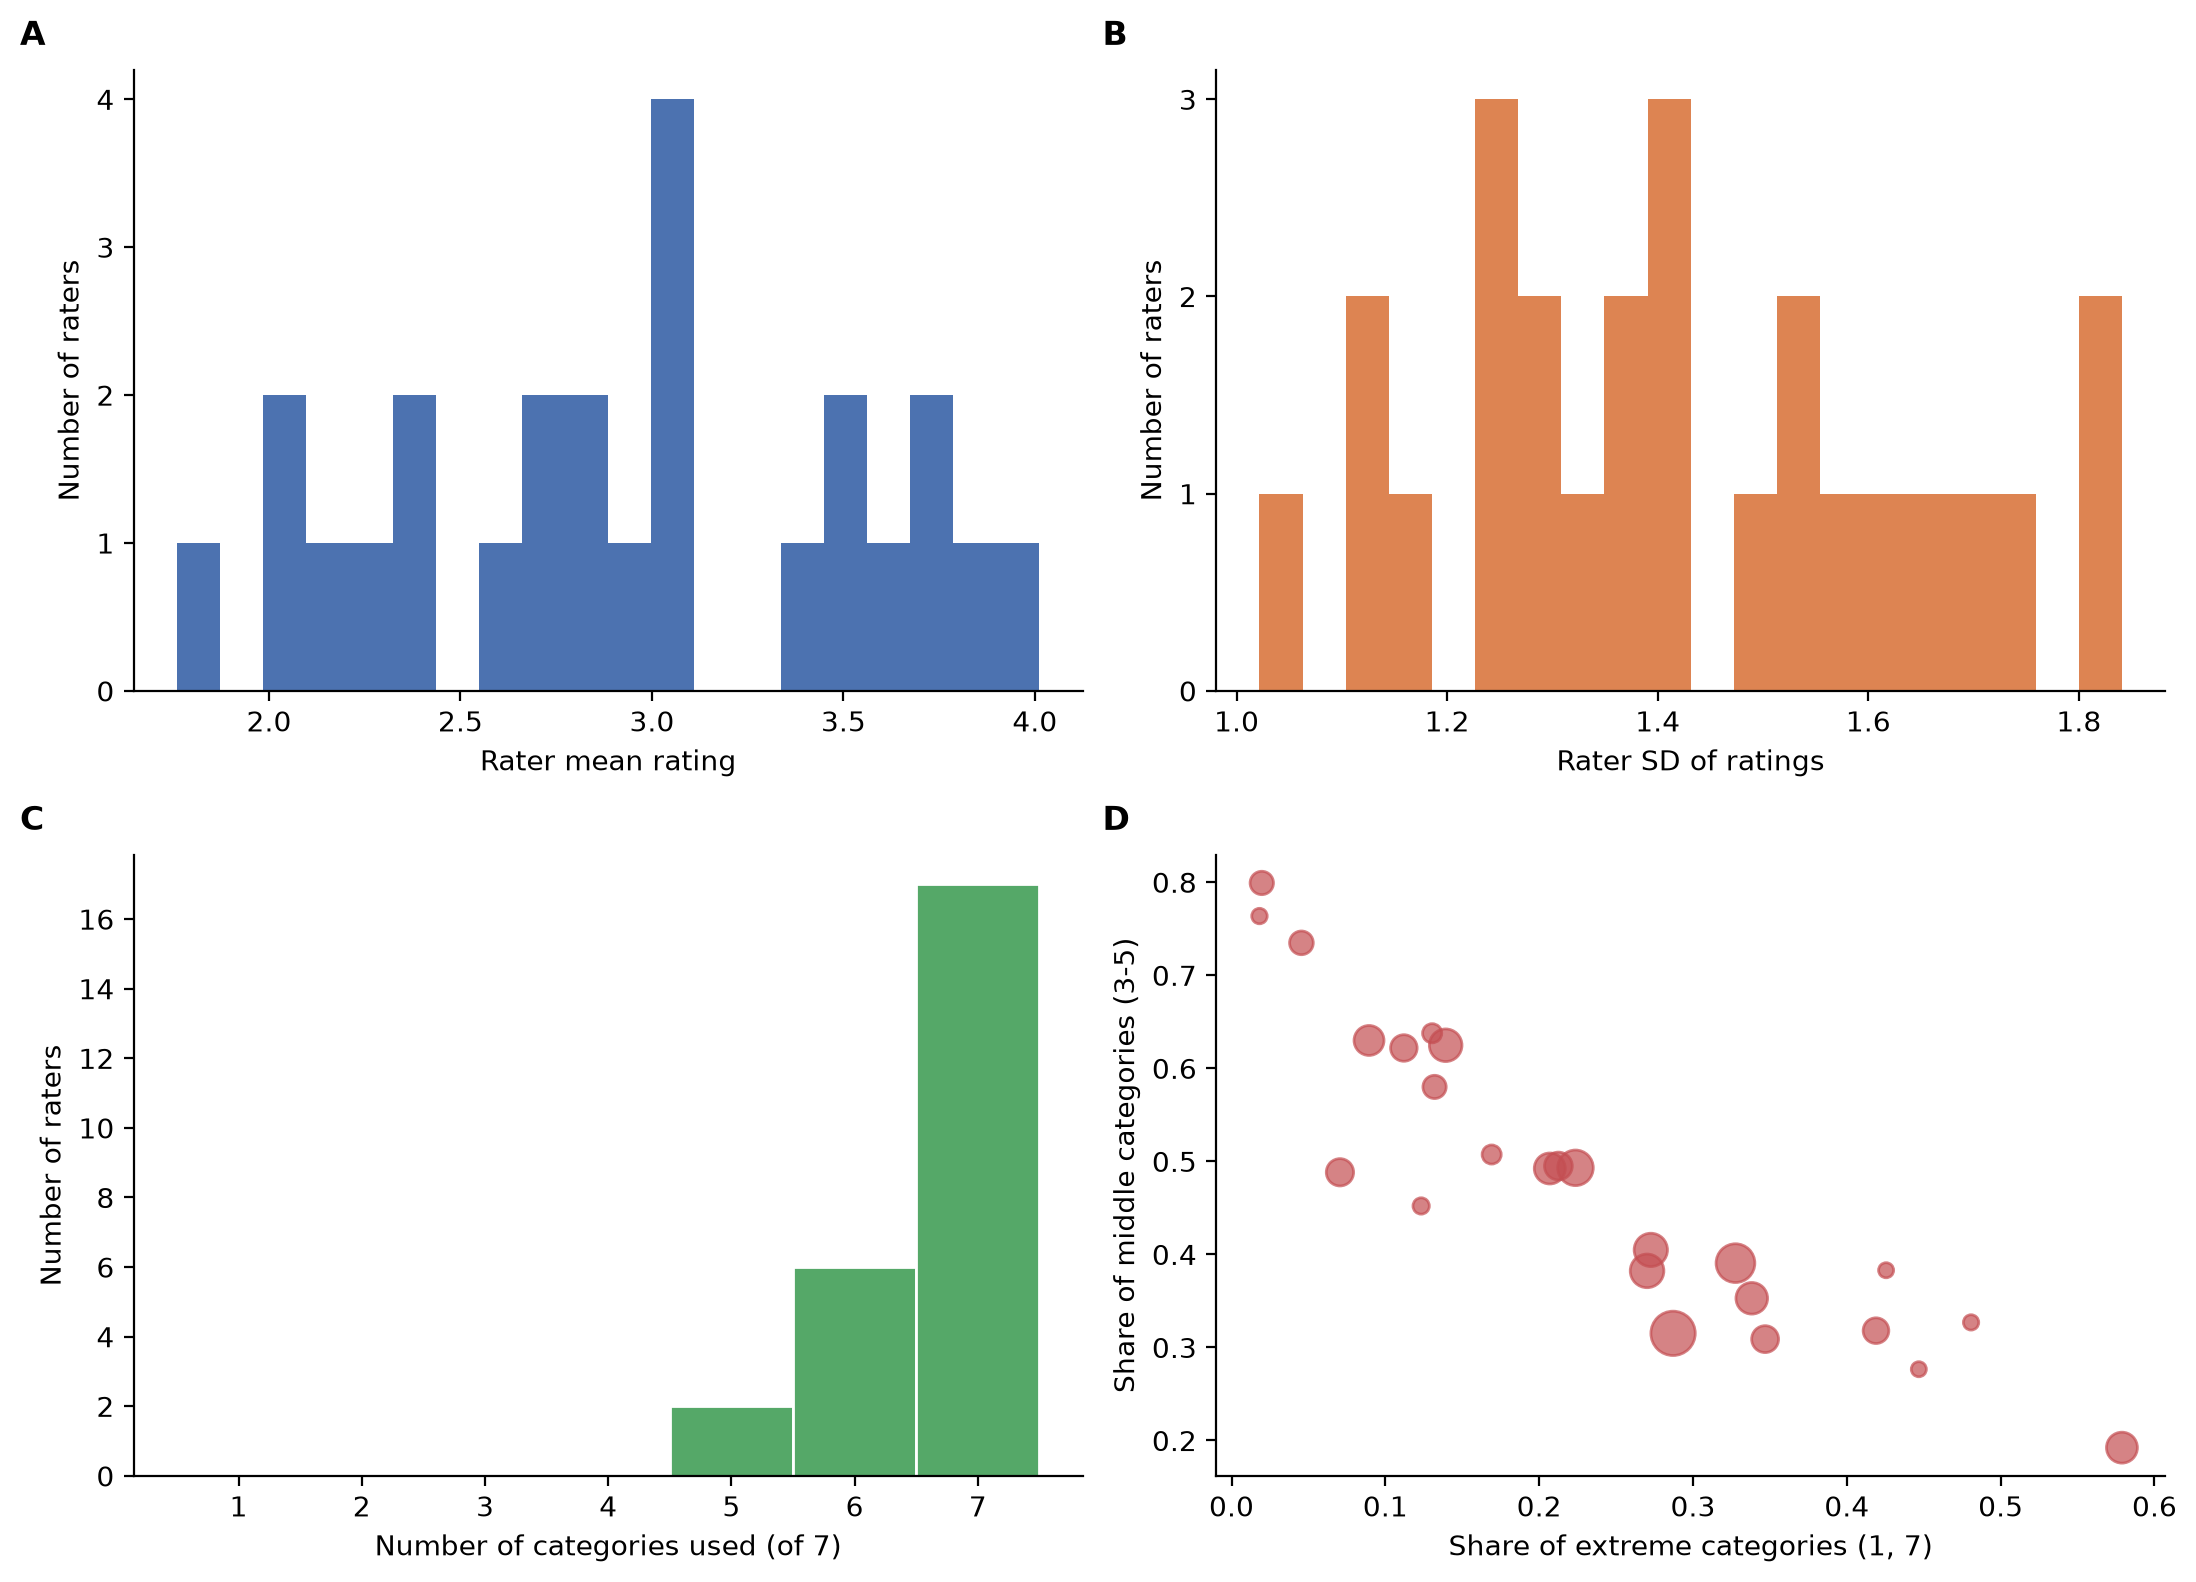 A
Number of raters
4
3
2
1
0
2.0 2.5 3.0 3.5 4.0
Rater mean rating
B
Number of raters
3
2
1
0
1.0 1.2 1.4 1.6 1.8
Rater SD of ratings
C
Number of raters
16
14
12
10
8
6
4
2
0
1 2 3 4 5 6 7
Number of categories used (of 7)
D
Share of middle categories (3-5)
0.8
0.7
0.6
0.5
0.4
0.3
0.2
0.0 0.1 0.2 0.3 0.4 0.5 0.6
Share of extreme categories (1, 7)